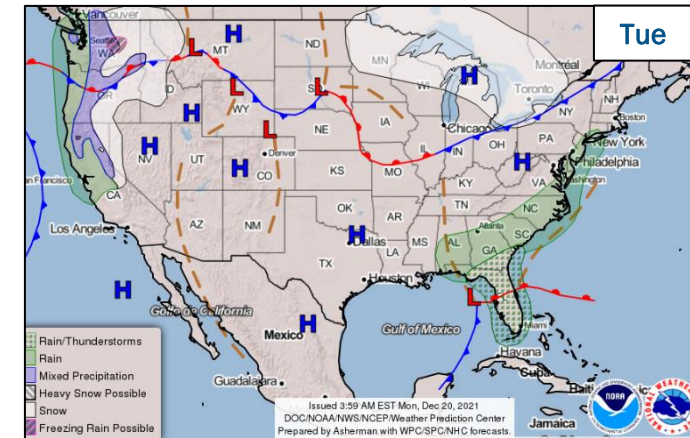 Tue
Vancouver
Seattle
WA
MT
ND
MN
Montréal
L
H
OR
ID
WY
SD
WI
Toronto
NH
Boston
NY
H
L
L
H
NV
UT
L
Denver
CO
H
NE
IA
Chicago
IL
IN
OH
PA
New York
Philadelphia
Washington
H
San Francisco
CA
KS
MO
KY
VA
Los Angeles
AZ
NM
OK
AR
TN
NC
SC
Atlanta
Dallas
H
TX
LA
MS
AL
GA
Houston
H
Golfo de California
Mexico
H
Gulf of Mexico
L
Miami
Havana
Cuba
Guadalajara
Jamaica
Rain/Thunderstorms
Rain
Mixed Precipitation
Heavy Snow Possible
Snow
Freezing Rain Possible
Issued 3:59 AM EST Mon, Dec 20, 2021
DOC/NOAA/NWS/NCEP/Weather Prediction Center
Prepared by Asherman with WPC/SPC/NHC forecasts.
NOAA